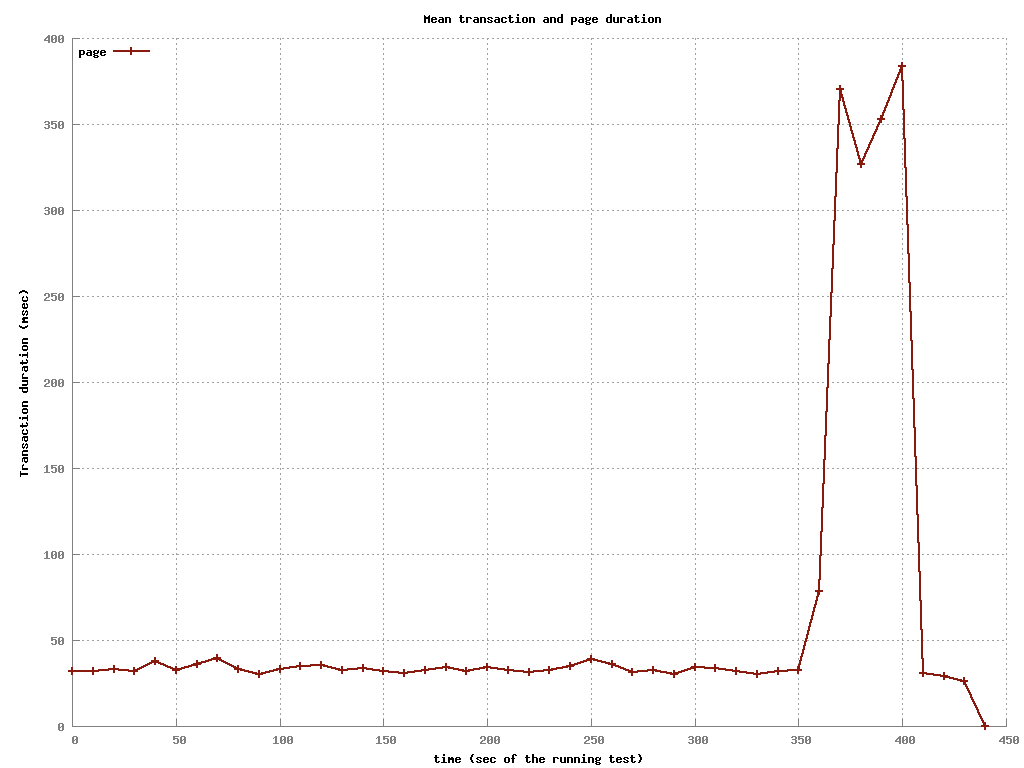 Mean transaction and page duration
400
page
350
300
250
Transaction duration (msec)
200
150
100
50
0
0 50 100 150 200 250 300 350 400 450
time (sec of the running test)